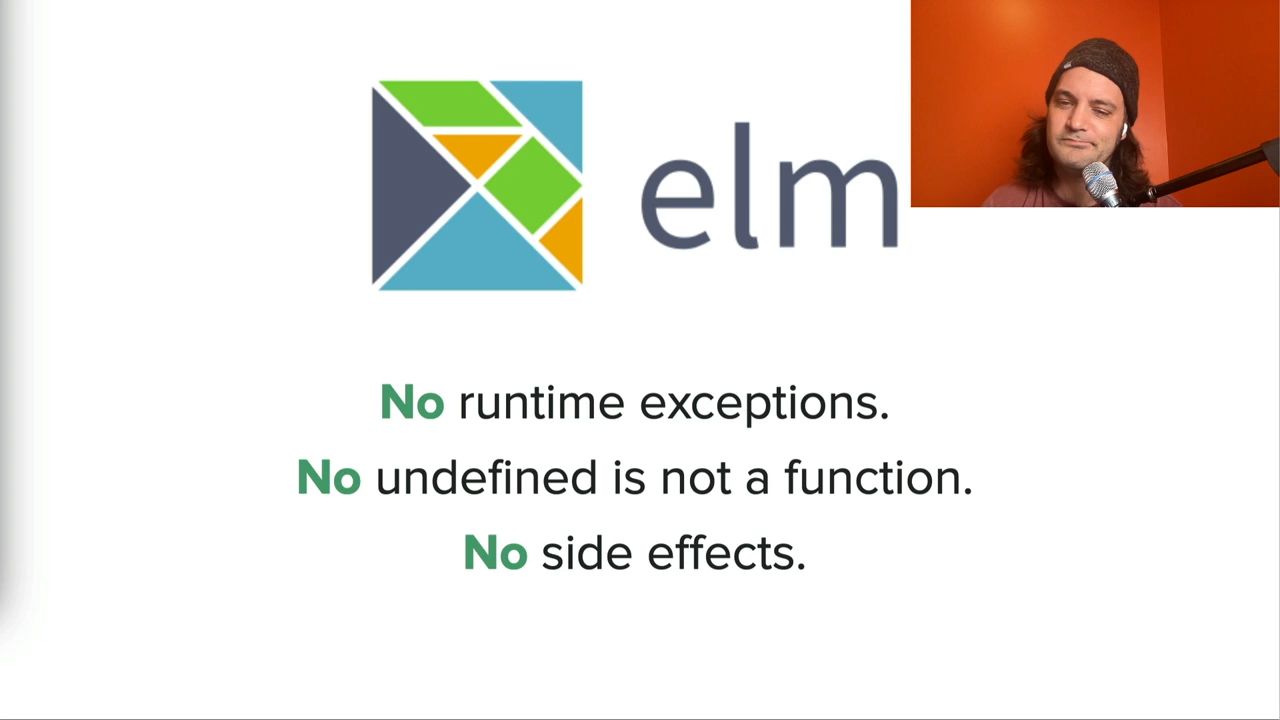 elm
No runtime exceptions.
No undefined is not a function.
No side effects.